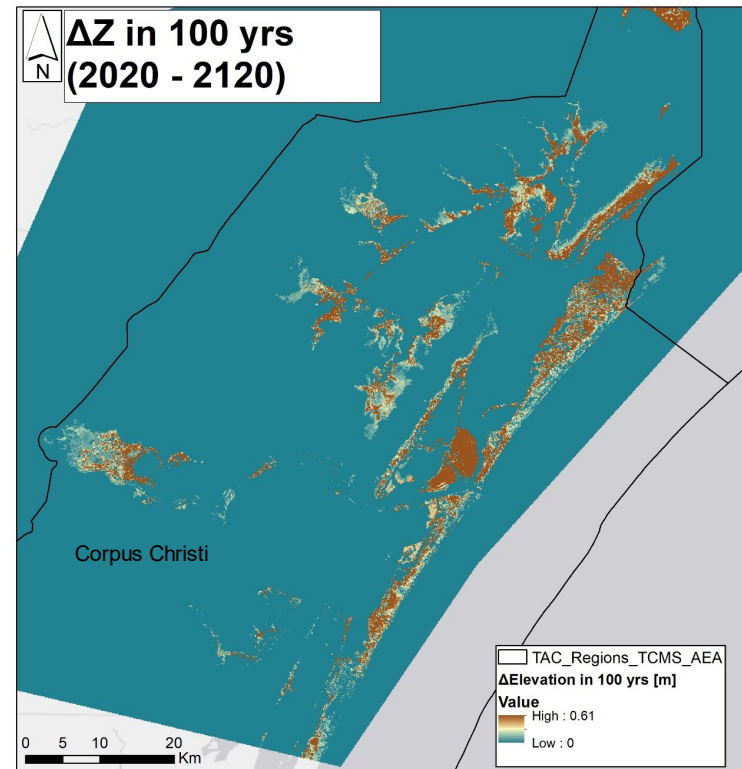 ΔZ in 100 yrs
(2020 - 2120)
N
Corpus Christi
TAC_Regions_TCMS_AEA
ΔElevation in 100 yrs [m]
Value
High : 0.61
Low : 0
0 5 10 20
Km